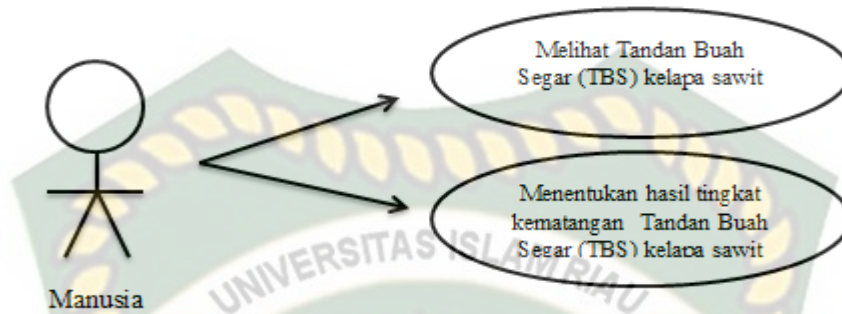 Melihat Tandan Buah
Segar (TBS) kelapa sawit
Menentukan hasil tingkat
kematangan Tandan Buah
Segar (TBS) kelapa sawit
UNIVERSITAS ISLAM RIAU
Manusia